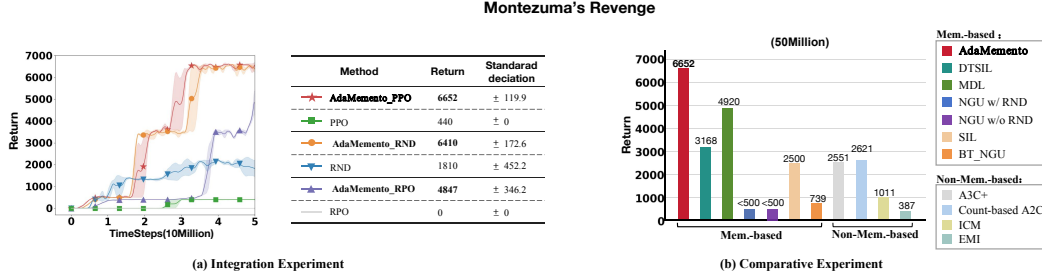 Montezuma's Revenge
7000
6000
5000
4000
3000
2000
1000
0
Return
0 1 2 3 4 5
TimeSteps(10Million)
Method Return Standarad deciation
AdaMemento_PPO 6652 ± 119.9
PPO 440 ± 0
AdaMemento_RND 6410 ± 172.6
RND 1810 ± 452.2
AdaMemento_RPO 4847 ± 346.2
RPO 0 ± 0
(a) Integration Experiment
(50Million)
7000
6000
5000
4000
3000
2000
1000
0
Return
6652
3168
4920
<500
<500
2500
739
2551
2621
1011
387
Mem.-based
Non-Mem.-based
(b) Comparative Experiment
Mem.-based :
AdaMemento
DTSIL
MDL
NGU w/ RND
NGU w/o RND
SIL
BT_NGU
Non-Mem.-based:
A3C+
Count-based A2C
ICM
EMI